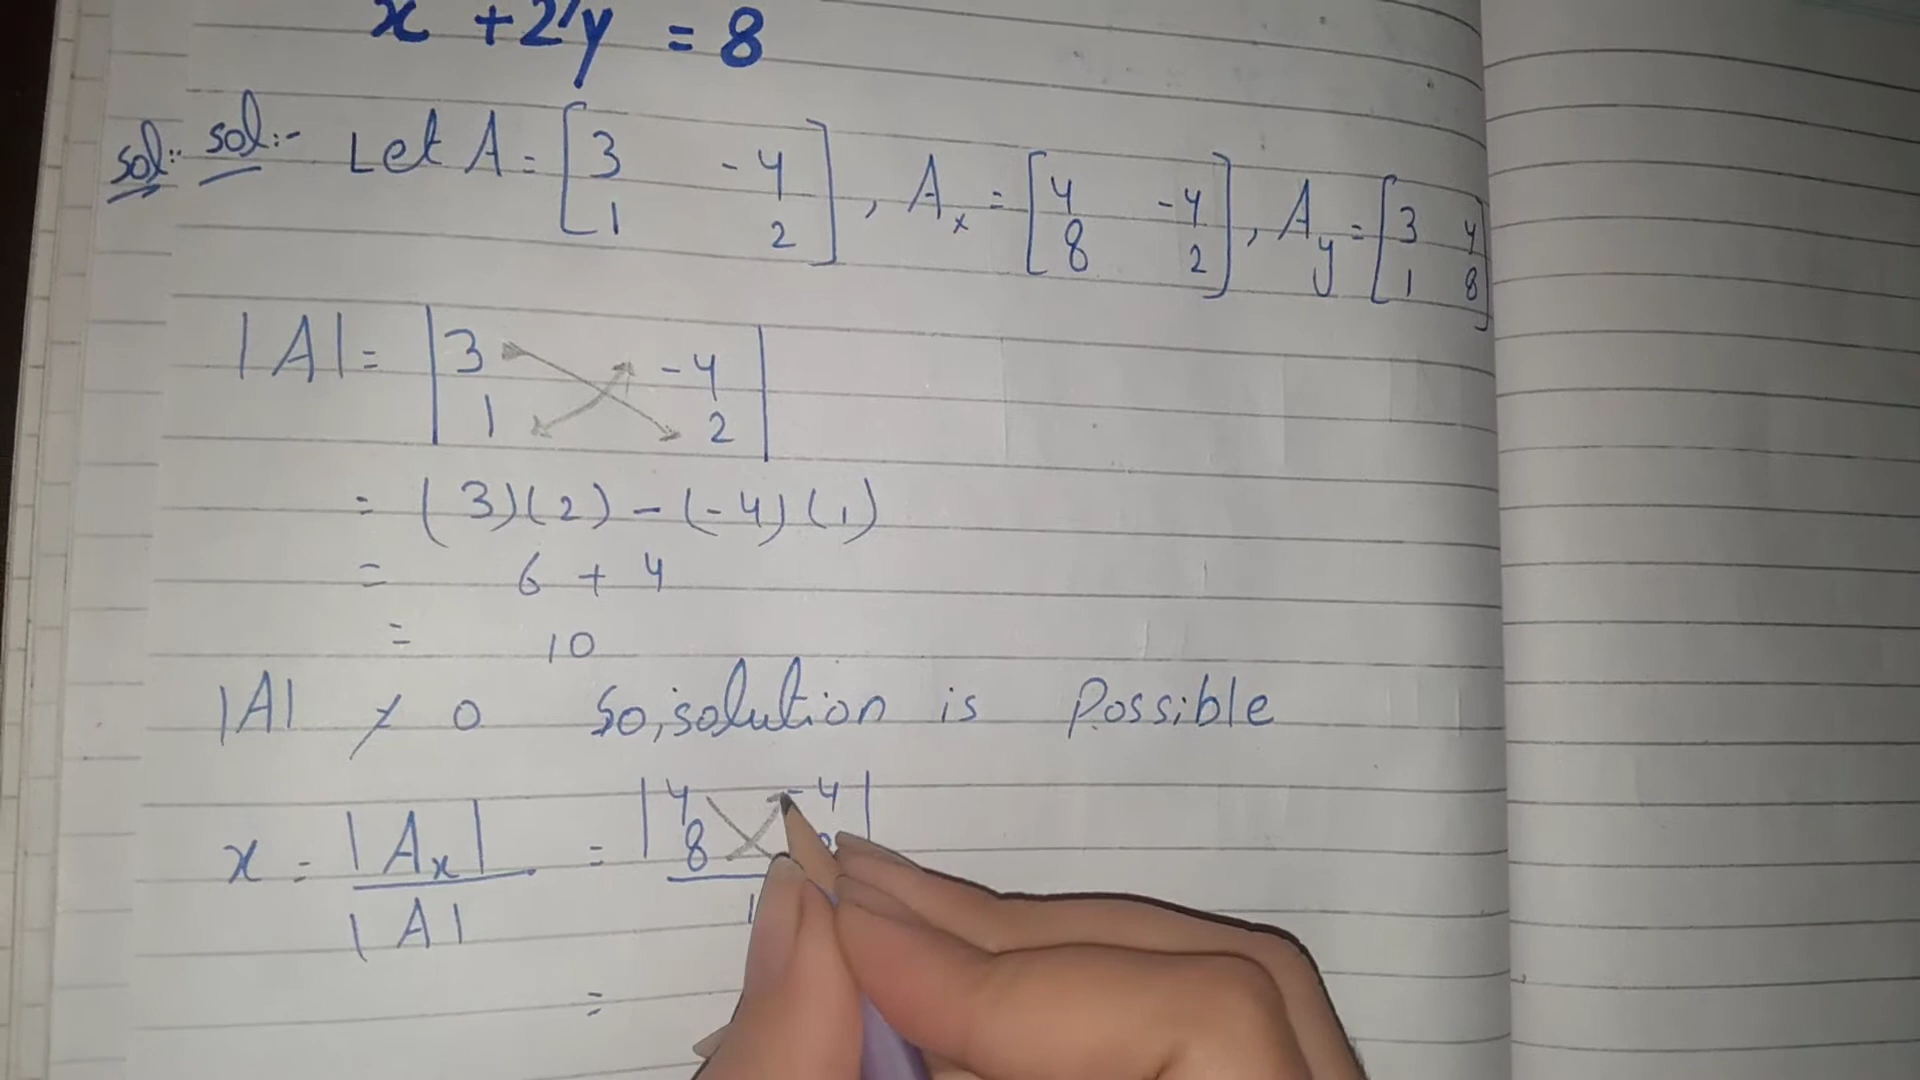 x + 2y = 8
sol:- sol:- Let A = [3 -4
1 2], Ax = [4 -4
8 2], Ay = [3 4
1 8]
|A| = |3 -4
1 2|
= (3)(2) - (-4)(1)
= 6 + 4
= 10
|A| ≠ 0 So, solution is Possible
x = |Ax| / |A| = |4 -4
8
=